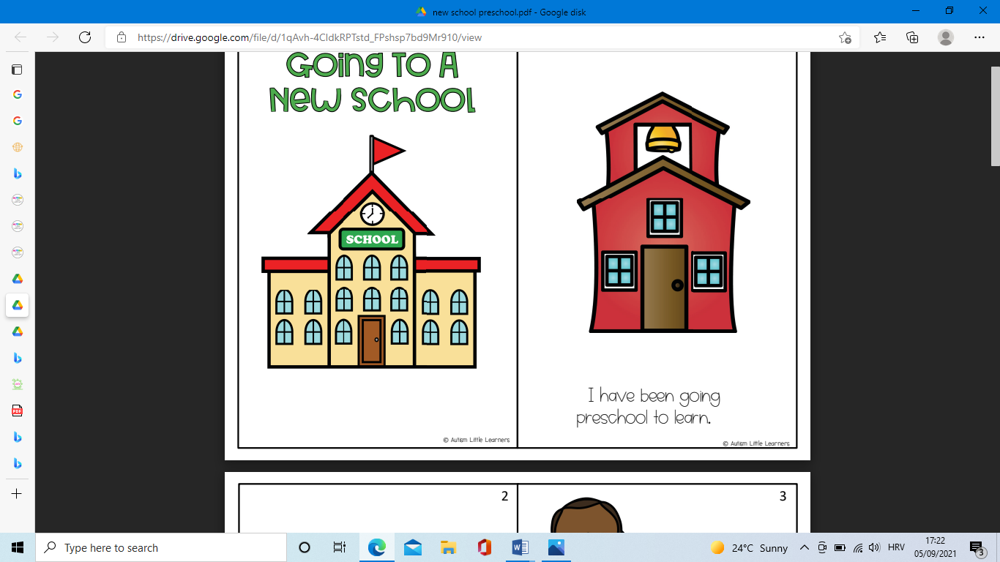 new school preschool.pdf - Google disk
https://drive.google.com/file/d/1qAvh-4CIdkRPTstd_FPshsp7bd9Mr910/view
Going To A
New School
SCHOOL
© Autism Little Learners
I have been going
preschool to learn.
© Autism Little Learners
2
3
PDF
Type here to search
24°C Sunny
HRV
17:22
05/09/2021
3